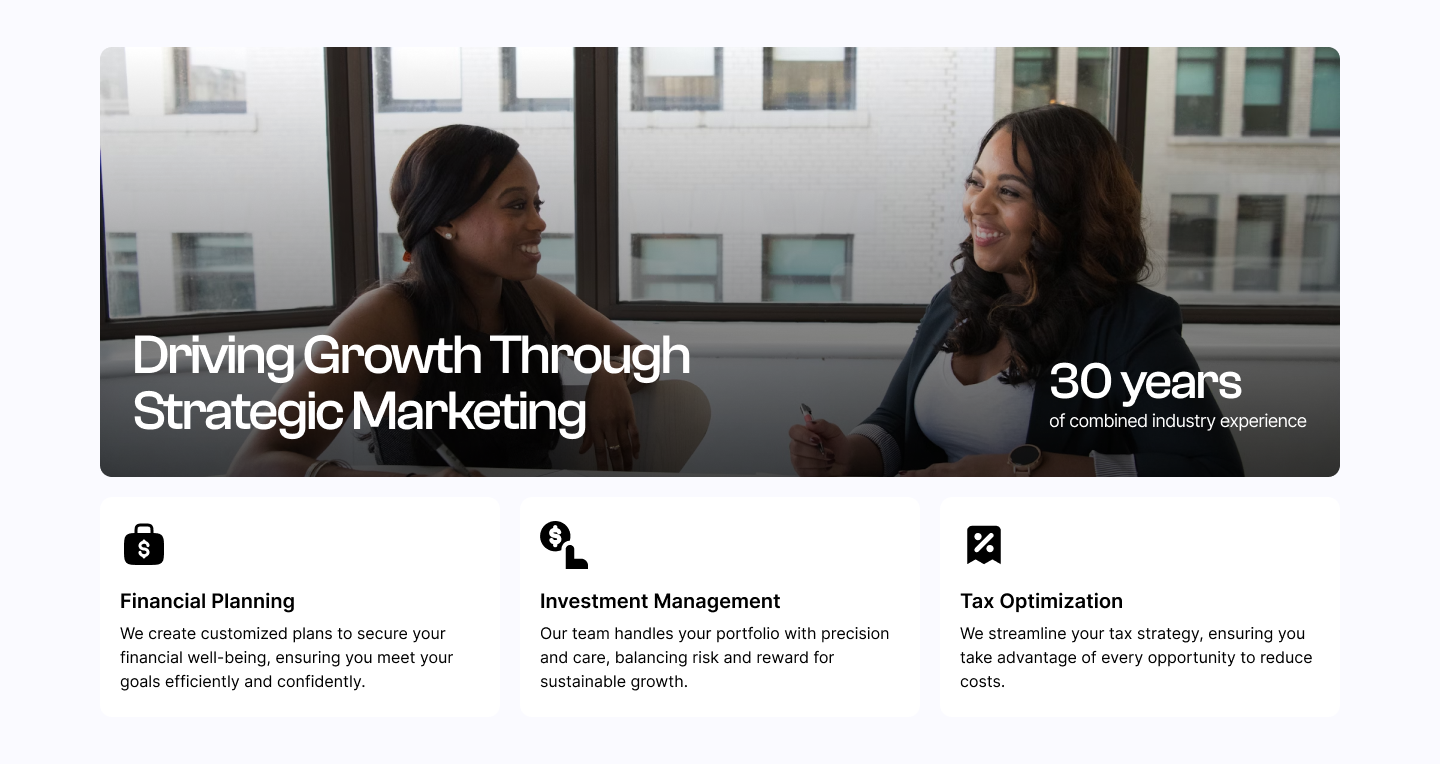 Driving Growth Through
Strategic Marketing
30 years
of combined industry experience
$
Financial Planning
We create customized plans to secure your
financial well-being, ensuring you meet your
goals efficiently and confidently.
$
Investment Management
Our team handles your portfolio with precision
and care, balancing risk and reward for
sustainable growth.
%
Tax Optimization
We streamline your tax strategy, ensuring you
take advantage of every opportunity to reduce
costs.